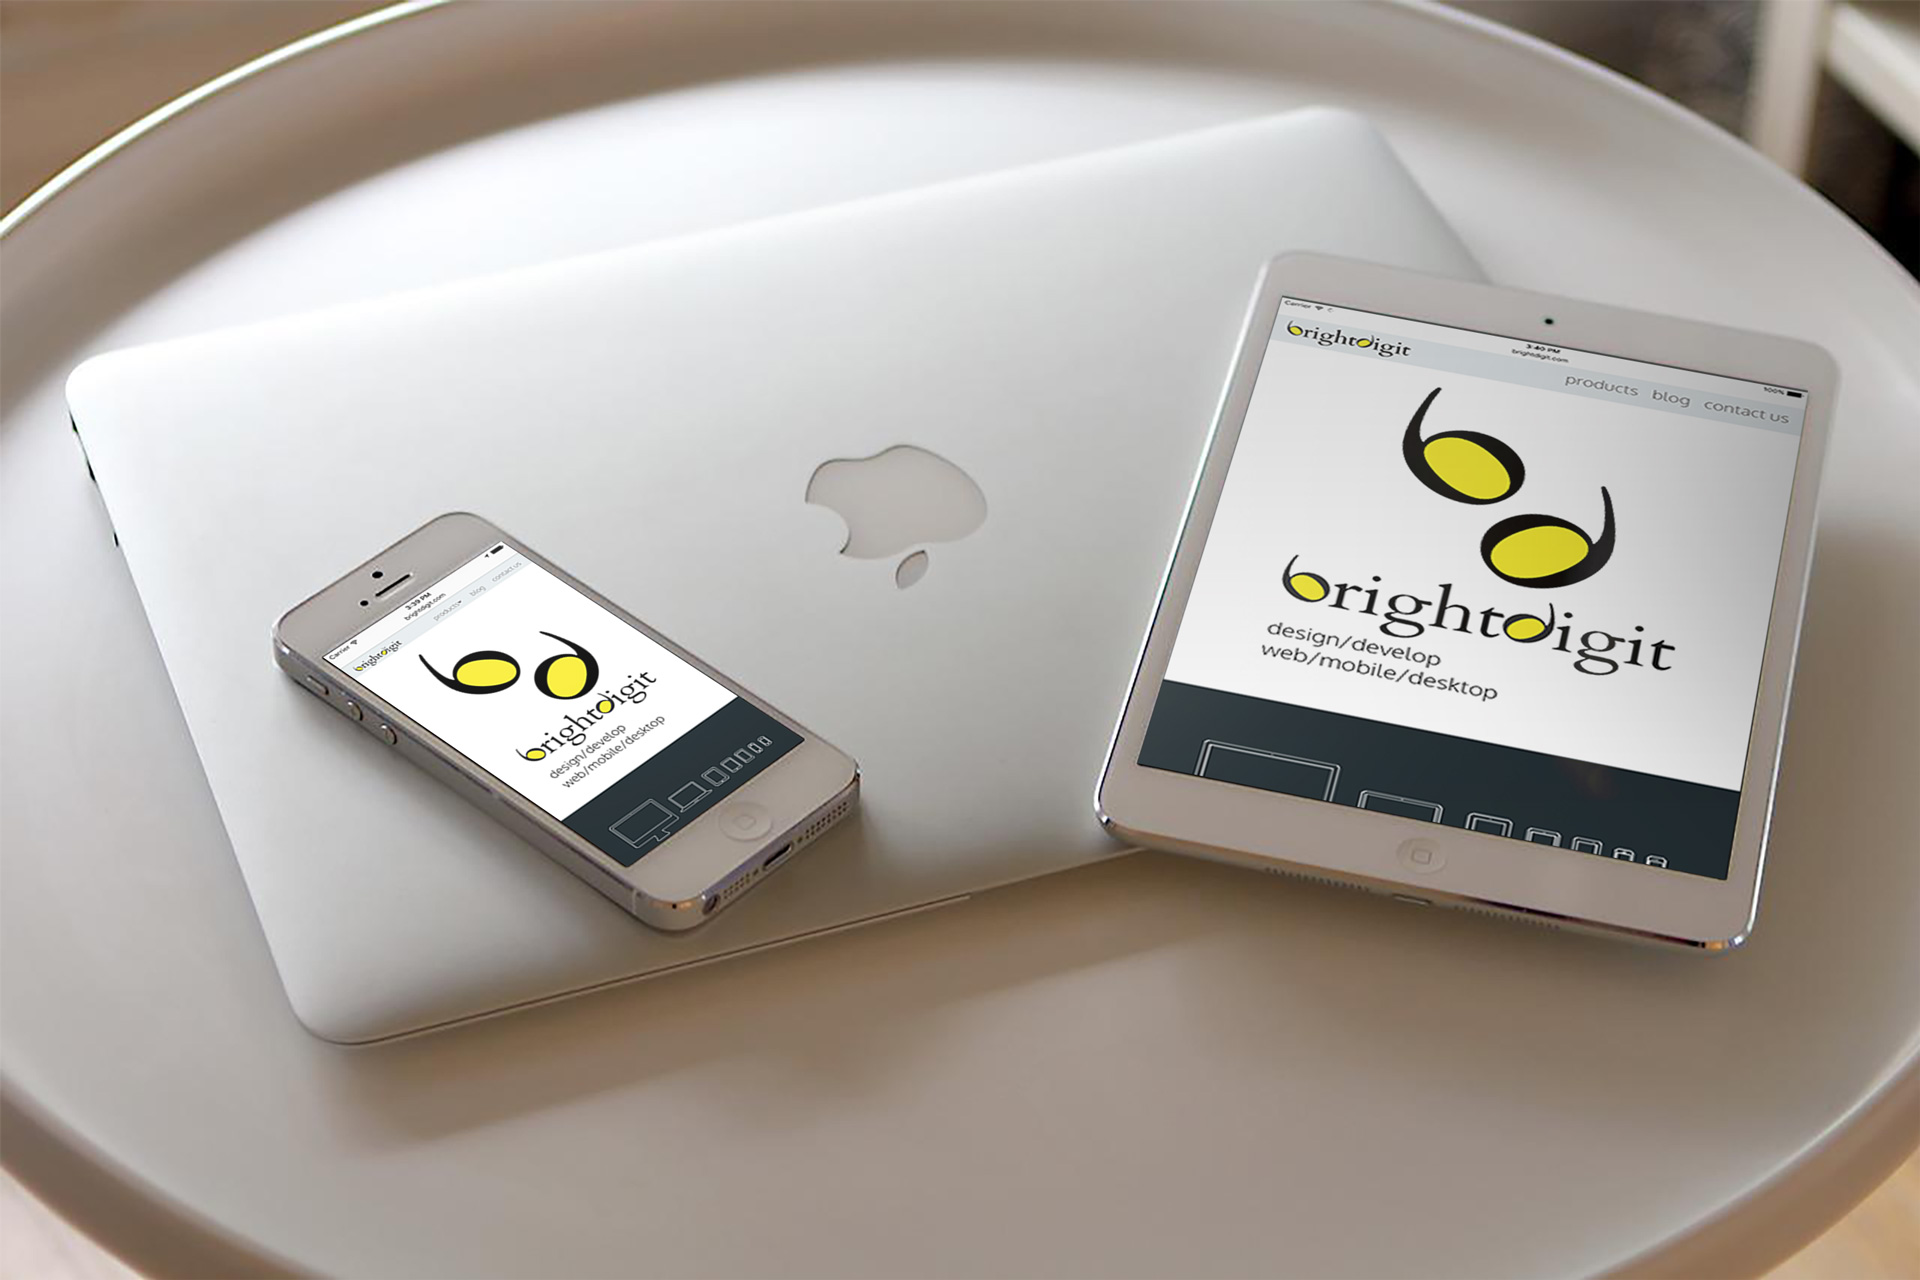 Carrier
3:39 PM
brightdigit.com
brightdigit
products
blog
contact us
brightdigit
design/develop
web/mobile/desktop
Carrier
3:40 PM
brightdigit.com
100%
brightdigit
products blog contact us
brightdigit
design/develop
web/mobile/desktop